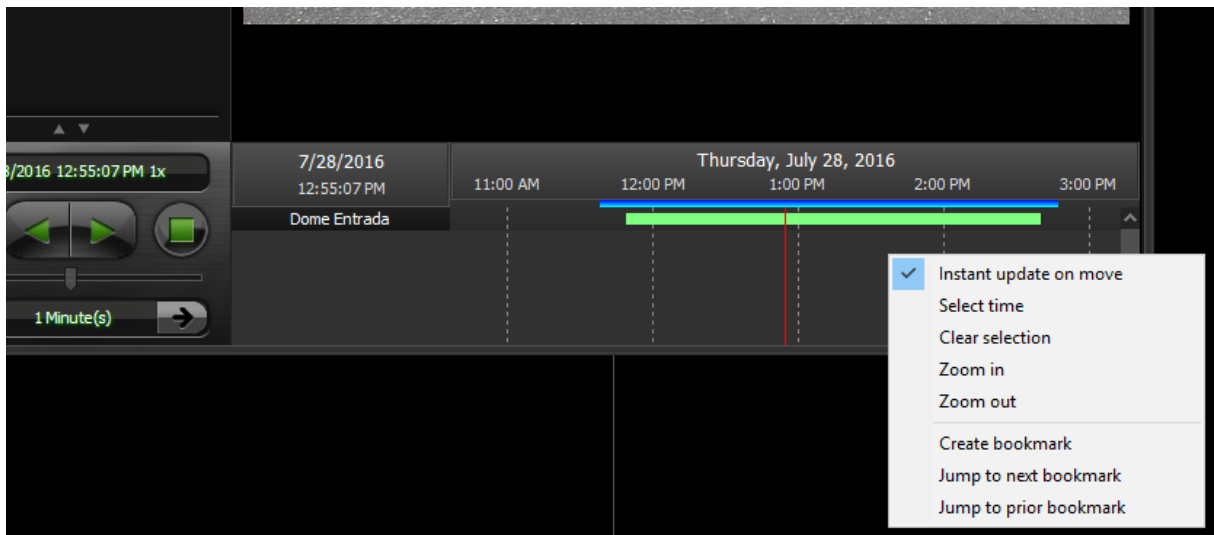 /2016 12:55:07 PM 1x
7/28/2016
12:55:07 PM
Thursday, July 28, 2016
11:00 AM 12:00 PM 1:00 PM 2:00 PM 3:00 PM
Dome Entrada
1 Minute(s)
Instant update on move
Select time
Clear selection
Zoom in
Zoom out
Create bookmark
Jump to next bookmark
Jump to prior bookmark